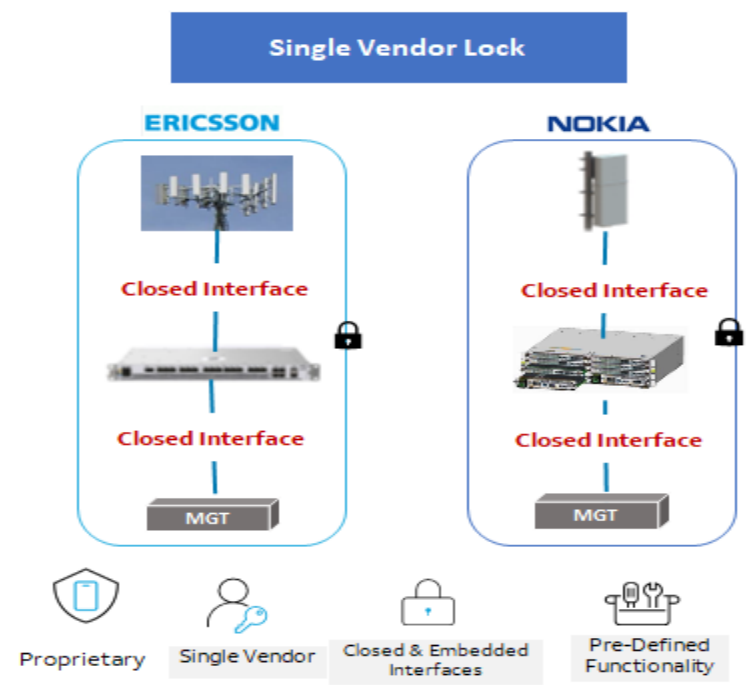 Single Vendor Lock
ERICSSON
NOKIA
Closed Interface
Closed Interface
Closed Interface
Closed Interface
MGT
MGT
Proprietary
Single Vendor
Closed & Embedded
Interfaces
Pre-Defined
Functionality